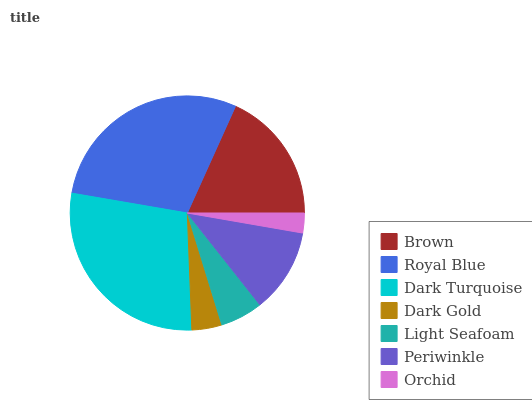 title
Brown
Royal Blue
Dark Turquoise
Dark Gold
Light Seafoam
Periwinkle
Orchid